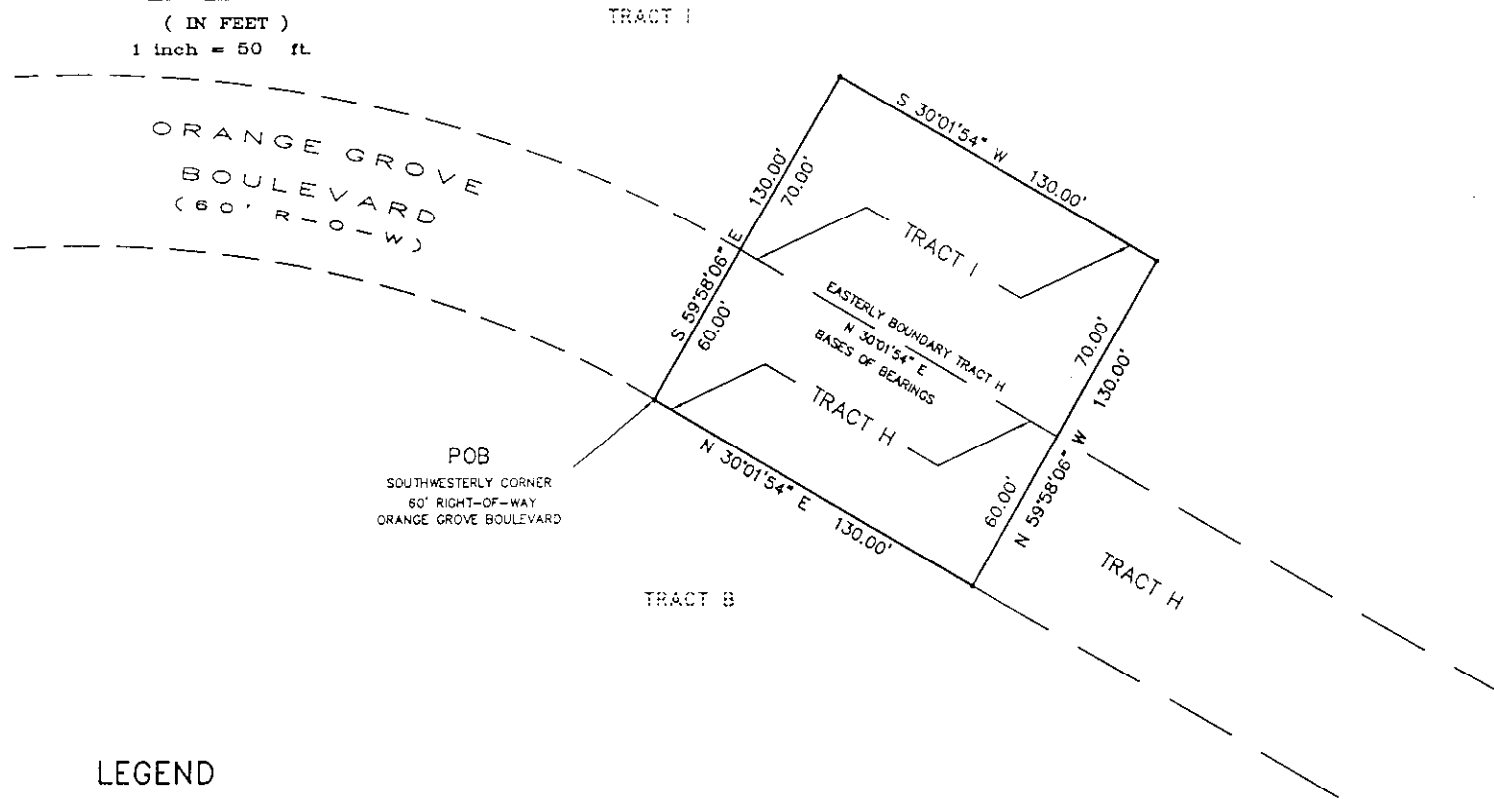 ( IN FEET )
1 inch = 50 ft.
TRACT I
ORANGE GROVE
BOULEVARD
(60' R-O-W)
S 30°01'54" W 130.00'
130.00'
70.00'
S 59°58'06" E
60.00'
TRACT I
EASTERLY BOUNDARY TRACT H
N 30°01'54" E
BASES OF BEARINGS
TRACT H
70.00'
130.00'
N 59°58'06" W
60.00'
N 30°01'54" E 130.00'
POB
SOUTHWESTERLY CORNER
60' RIGHT-OF-WAY
ORANGE GROVE BOULEVARD
TRACT B
TRACT H
LEGEND